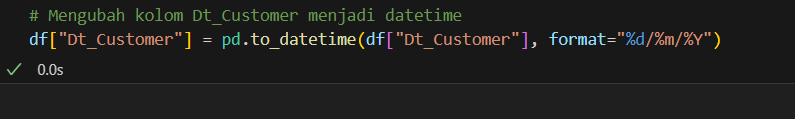 # Mengubah kolom Dt_Customer menjadi datetime
df["Dt_Customer"] = pd.to_datetime(df["Dt_Customer"], format="%d/%m/%Y")
0.0s